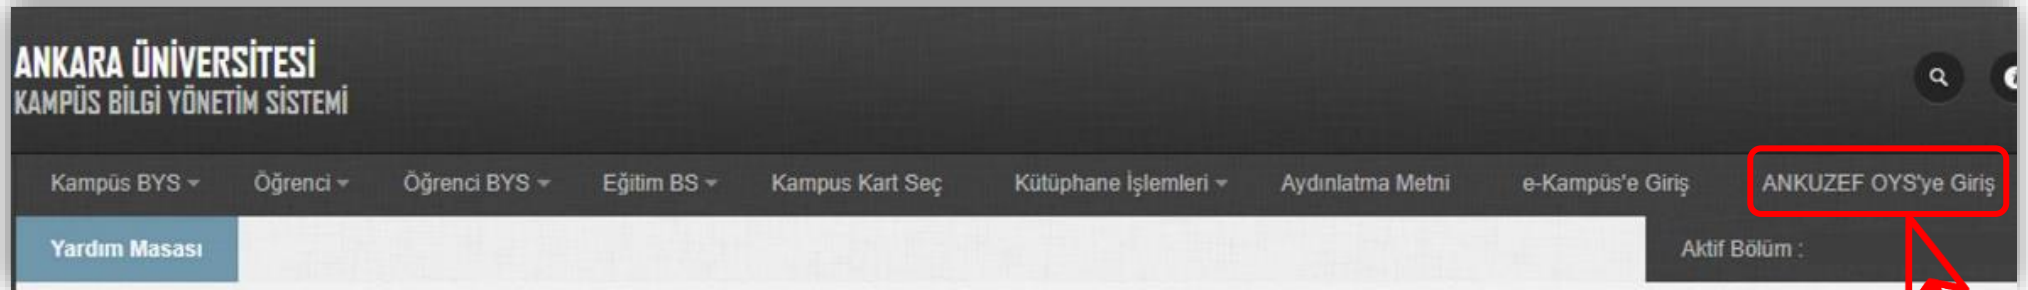 ANKARA ÜNİVERSİTESİ
KAMPÜS BİLGİ YÖNETİM SİSTEMİ
Kampüs BYS Öğrenci Öğrenci BYS Eğitim BS Kampus Kart Seç Kütüphane İşlemleri Aydınlatma Metni e-Kampüs'e Giriş ANKUZEF OYS'ye Giriş
Yardım Masası Aktif Bölüm :